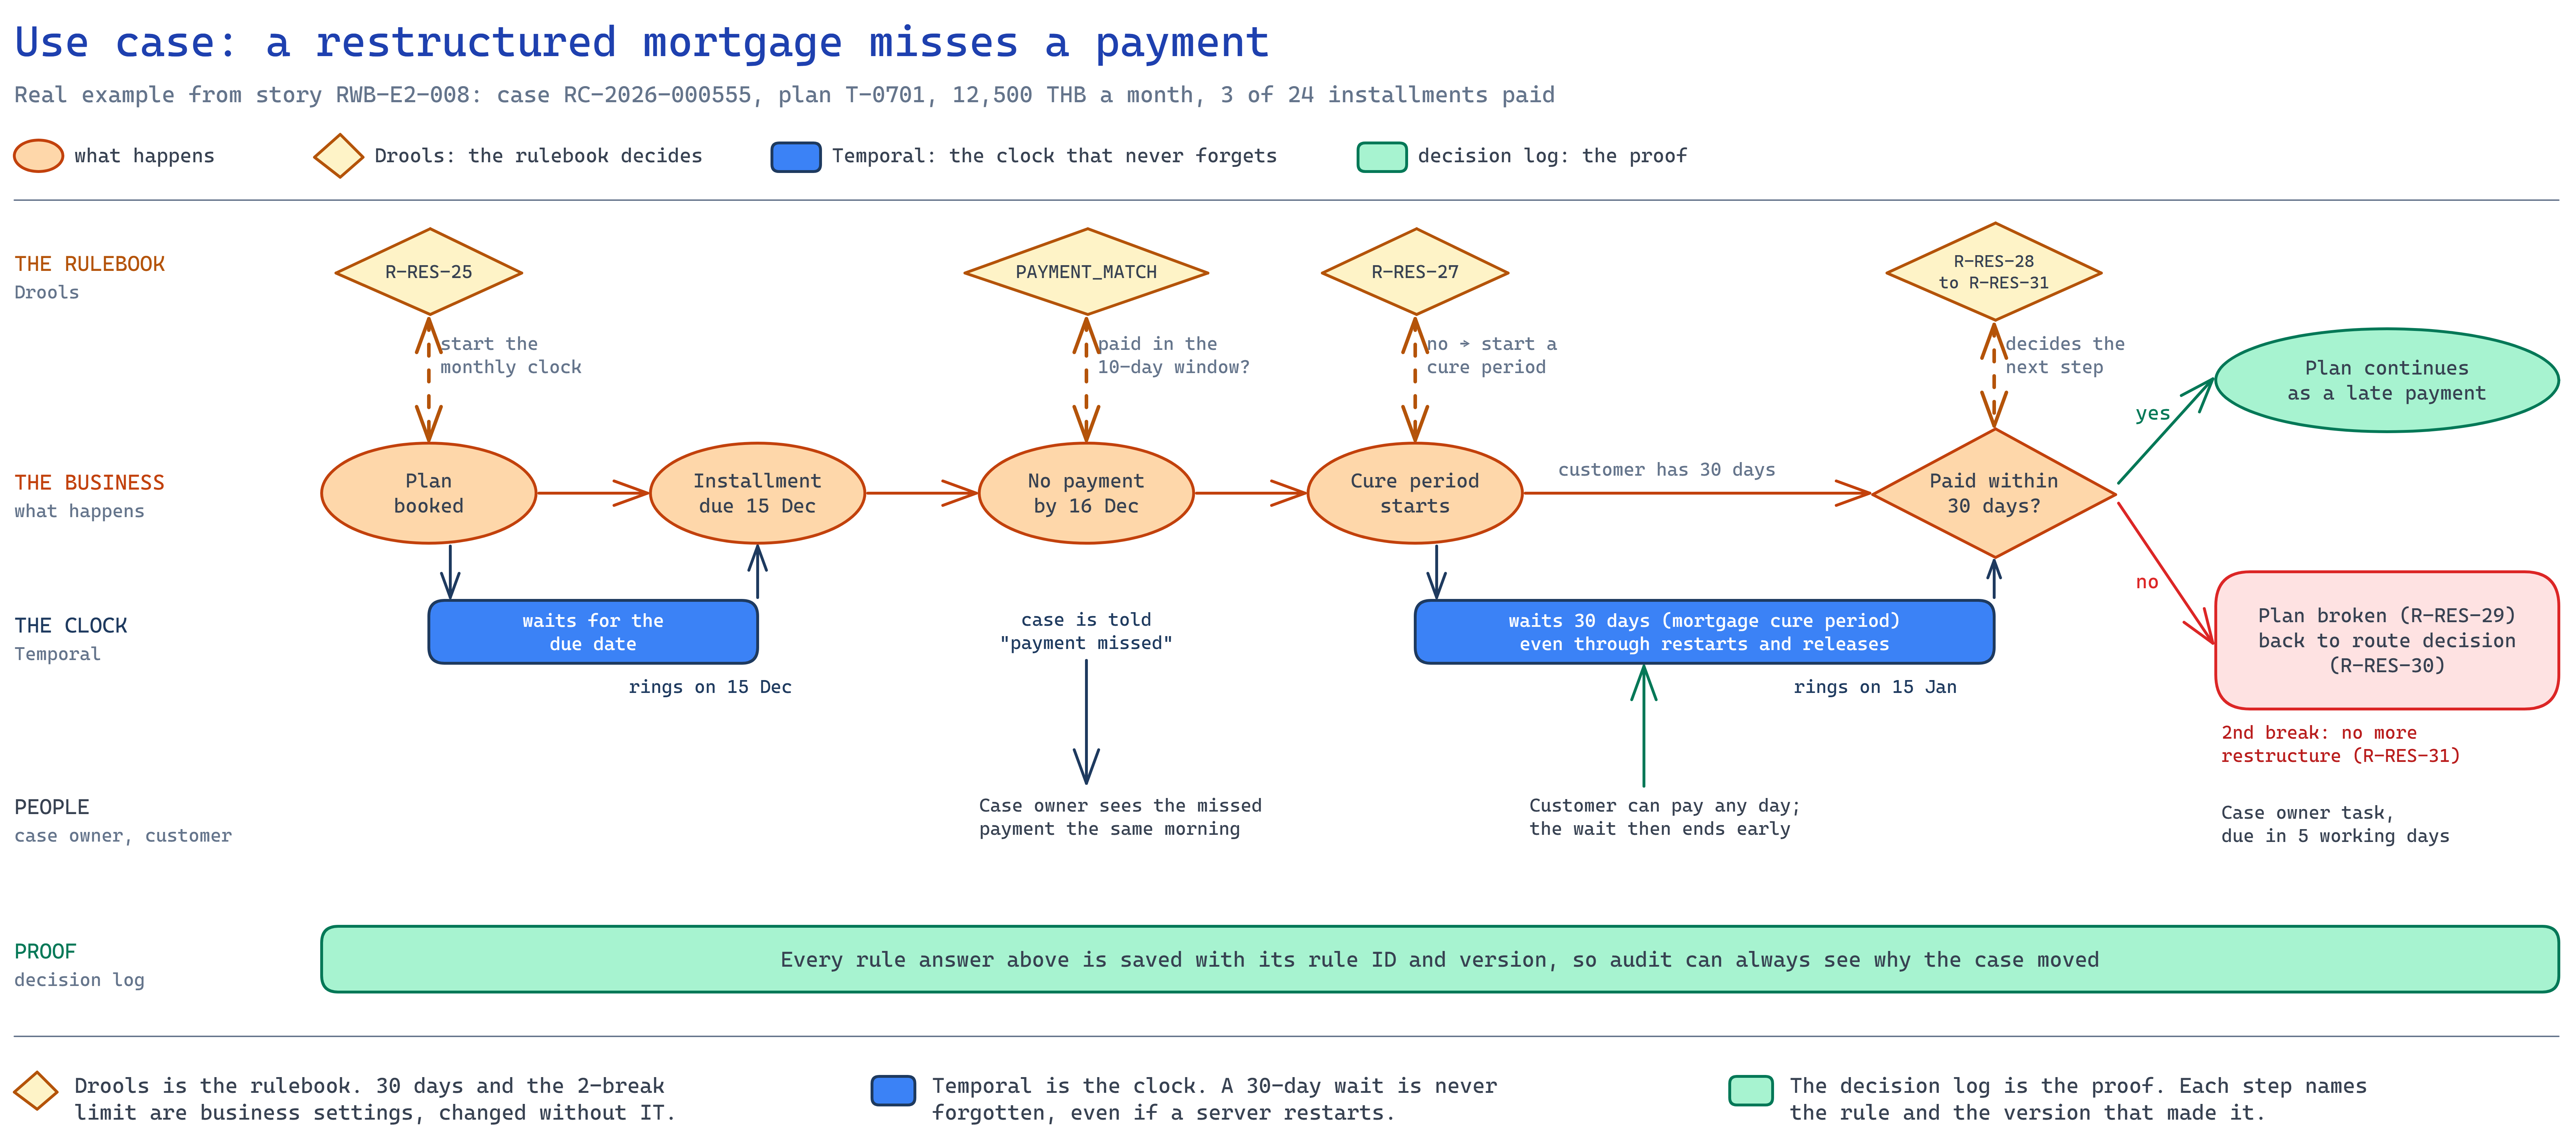 Use case: a restructured mortgage misses a payment
Real example from story RWB-E2-008: case RC-2026-000555, plan T-0701, 12,500 THB a month, 3 of 24 installments paid
what happens
Drools: the rulebook decides
Temporal: the clock that never forgets
decision log: the proof
THE RULEBOOK
Drools
R-RES-25
PAYMENT_MATCH
R-RES-27
R-RES-28
to R-RES-31
start the
monthly clock
paid in the
10-day window?
no → start a
cure period
decides the
next step
Plan continues
as a late payment
yes
THE BUSINESS
what happens
Plan
booked
Installment
due 15 Dec
No payment
by 16 Dec
Cure period
starts
customer has 30 days
Paid within
30 days?
no
THE CLOCK
Temporal
waits for the
due date
rings on 15 Dec
case is told
"payment missed"
waits 30 days (mortgage cure period)
even through restarts and releases
rings on 15 Jan
Plan broken (R-RES-29)
back to route decision
(R-RES-30)
2nd break: no more
restructure (R-RES-31)
PEOPLE
case owner, customer
Case owner sees the missed
payment the same morning
Customer can pay any day;
the wait then ends early
Case owner task,
due in 5 working days
PROOF
decision log
Every rule answer above is saved with its rule ID and version, so audit can always see why the case moved
Drools is the rulebook. 30 days and the 2-break
limit are business settings, changed without IT.
Temporal is the clock. A 30-day wait is never
forgotten, even if a server restarts.
The decision log is the proof. Each step names
the rule and the version that made it.